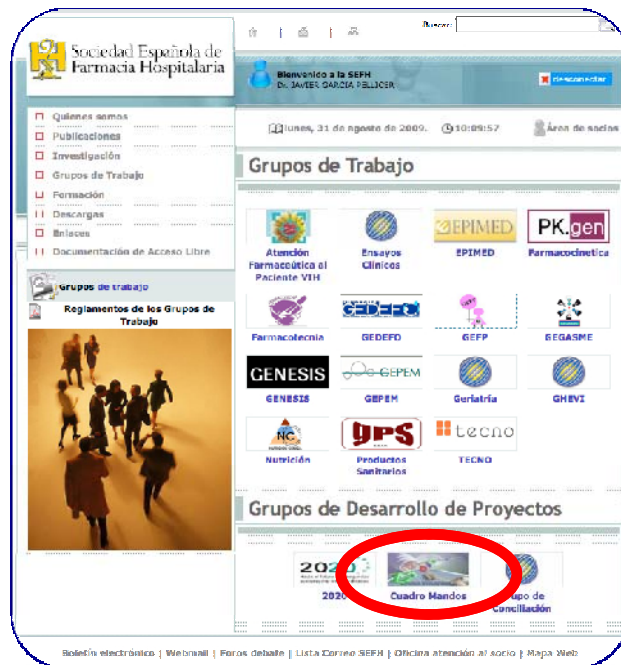 Buscar:
Sociedad Española de
Farmacia Hospitalaria
Bienvenido a la SEFH
Dr. JAVIER GARCIA PELLICER
desconectar
lunes, 31 de agosto de 2009.
10:09:57
Área de socios
Quienes somos
Publicaciones
Investigación
Grupos de Trabajo
Formación
Descargas
Enlaces
Documentación de Acceso Libre
Grupos de trabajo
Reglamentos de los Grupos de
Trabajo
Grupos de Trabajo
EPIMED
PK.gen
Atención
Farmaceútica al
Paciente VIH
Ensayos
Clínicos
EPIMED
Farmacocinetica
GEDEFO
Farmacotecnia
GEDEFO
GEFP
GEGASME
GENESIS
GEPEM
GENESIS
GEPEM
Geriatría
GHEVI
NC
gps
tecno
Nutrición
Productos
Sanitarios
TECNO
Grupos de Desarrollo de Proyectos
2020
2020
Cuadro Mandos
Grupo de
Conciliación
Boletín electrónico | Webmail | Foros debate | Lista Correo SEFH | Oficina atención al socio | Mapa Web